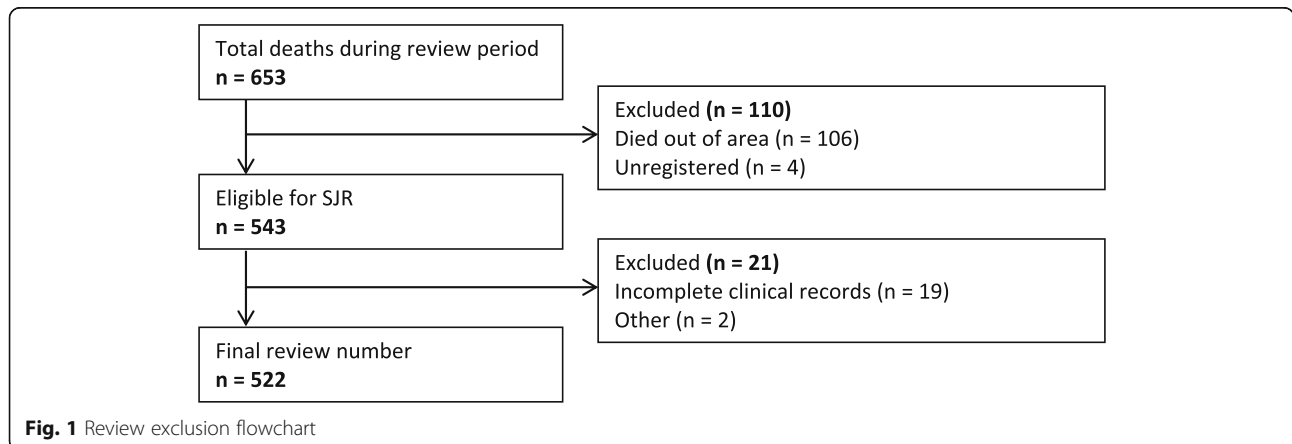 Total deaths during review period
n = 653
Excluded (n = 110)
Died out of area (n = 106)
Unregistered (n = 4)
Eligible for SJR
n = 543
Excluded (n = 21)
Incomplete clinical records (n = 19)
Other (n = 2)
Final review number
n = 522
Fig. 1 Review exclusion flowchart